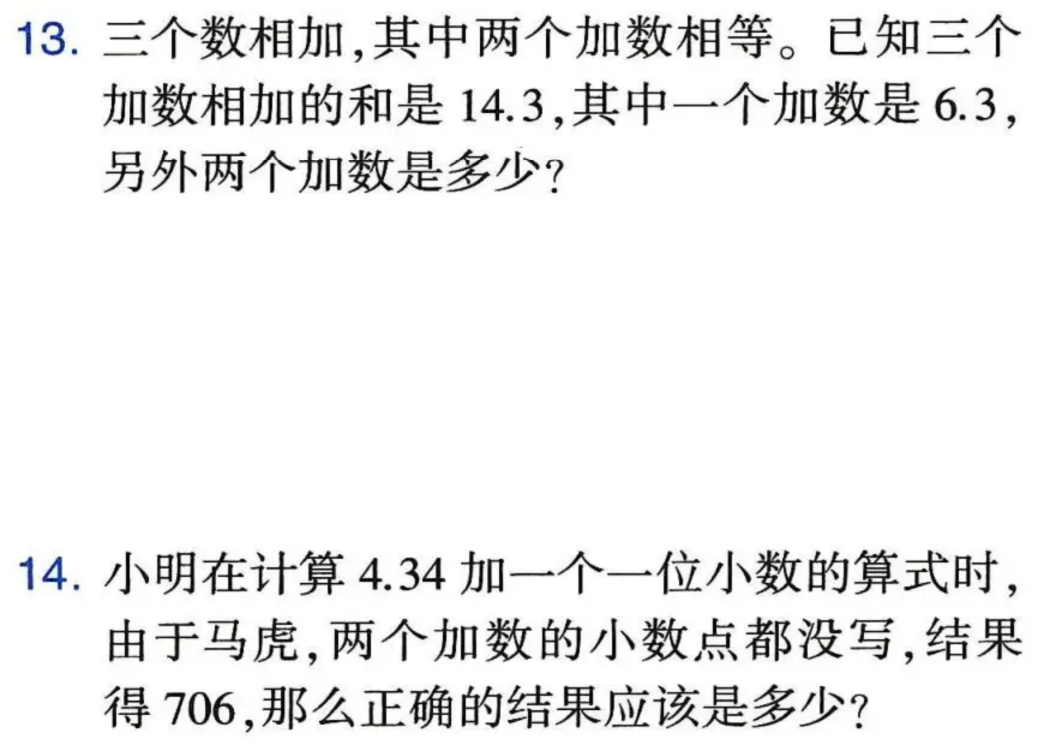 13. 三个数相加,其中两个加数相等。已知三个
加数相加的和是 14.3,其中一个加数是 6.3,
另外两个加数是多少?
14. 小明在计算 4.34 加一个一位小数的算式时,
由于马虎,两个加数的小数点都没写,结果
得 706,那么正确的结果应该是多少?